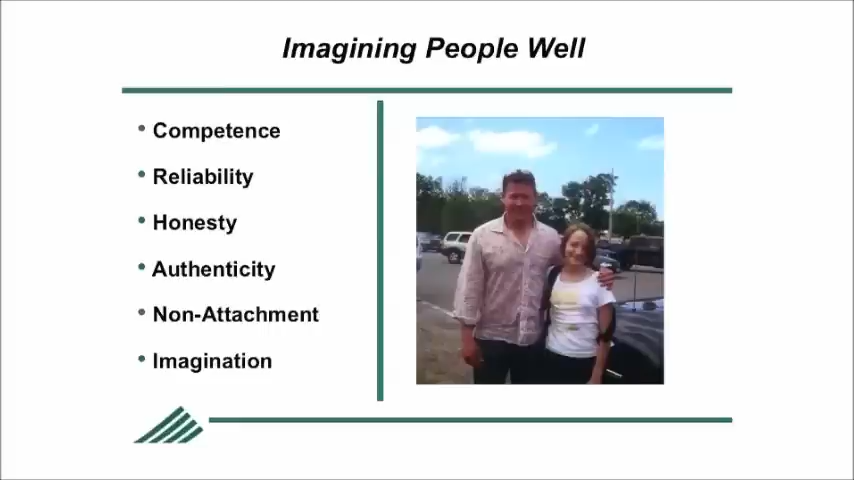 Imagining People Well
• Competence
• Reliability
• Honesty
• Authenticity
• Non-Attachment
• Imagination